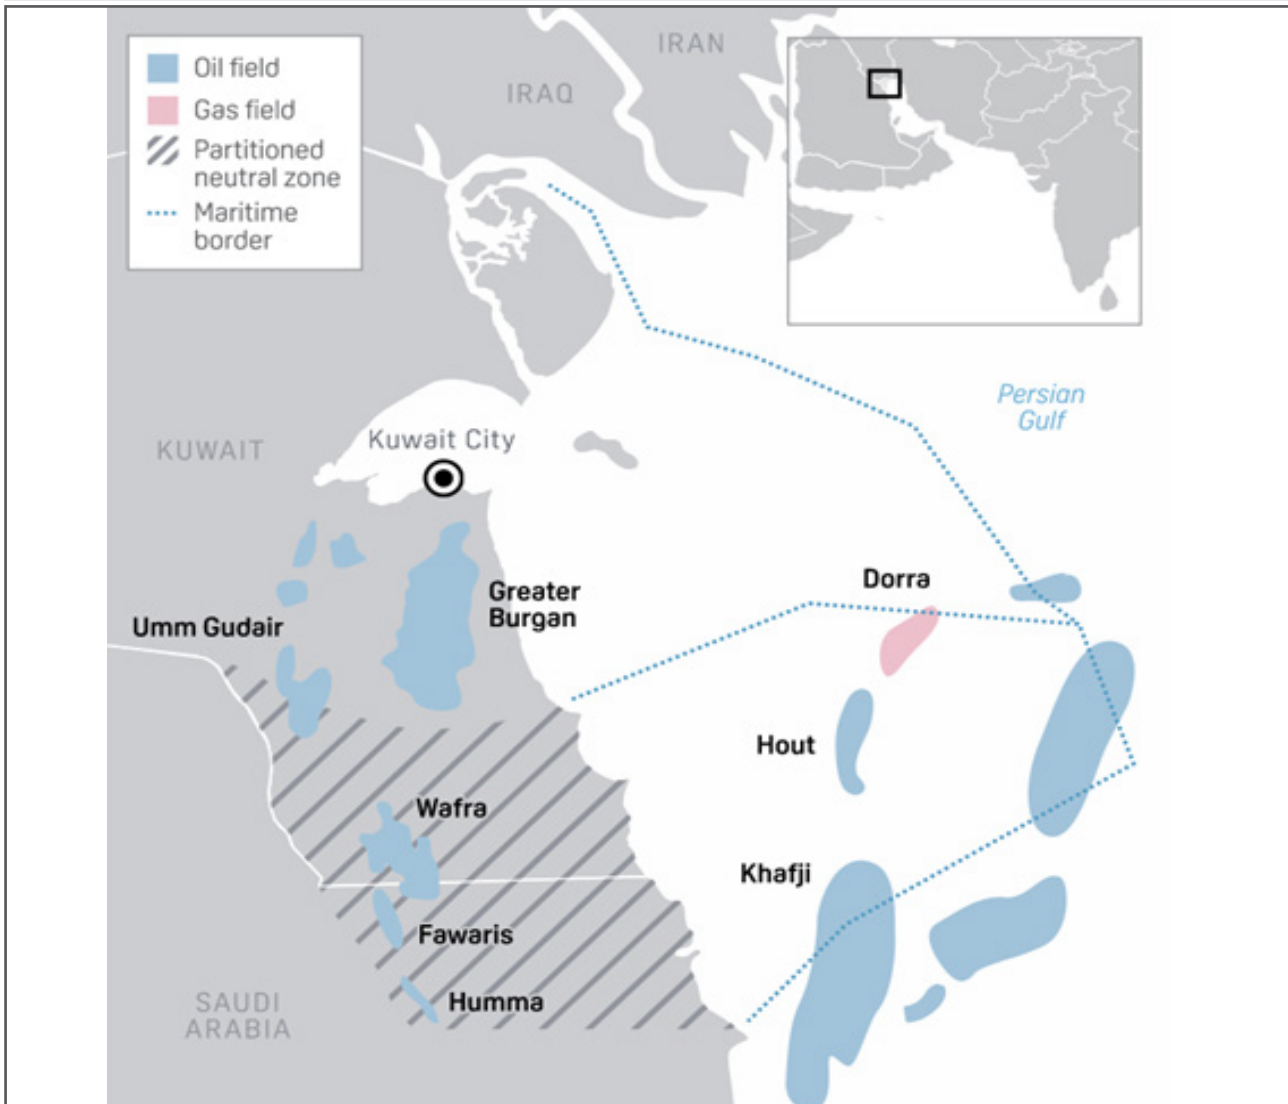 Oil field
Gas field
Partitioned
neutral zone
Maritime
border
IRAN
IRAQ
Persian
Gulf
KUWAIT
Kuwait City
Dorra
Greater
Burgan
Umm Gudair
Hout
Wafra
Khafji
Fawaris
Humma
SAUDI
ARABIA